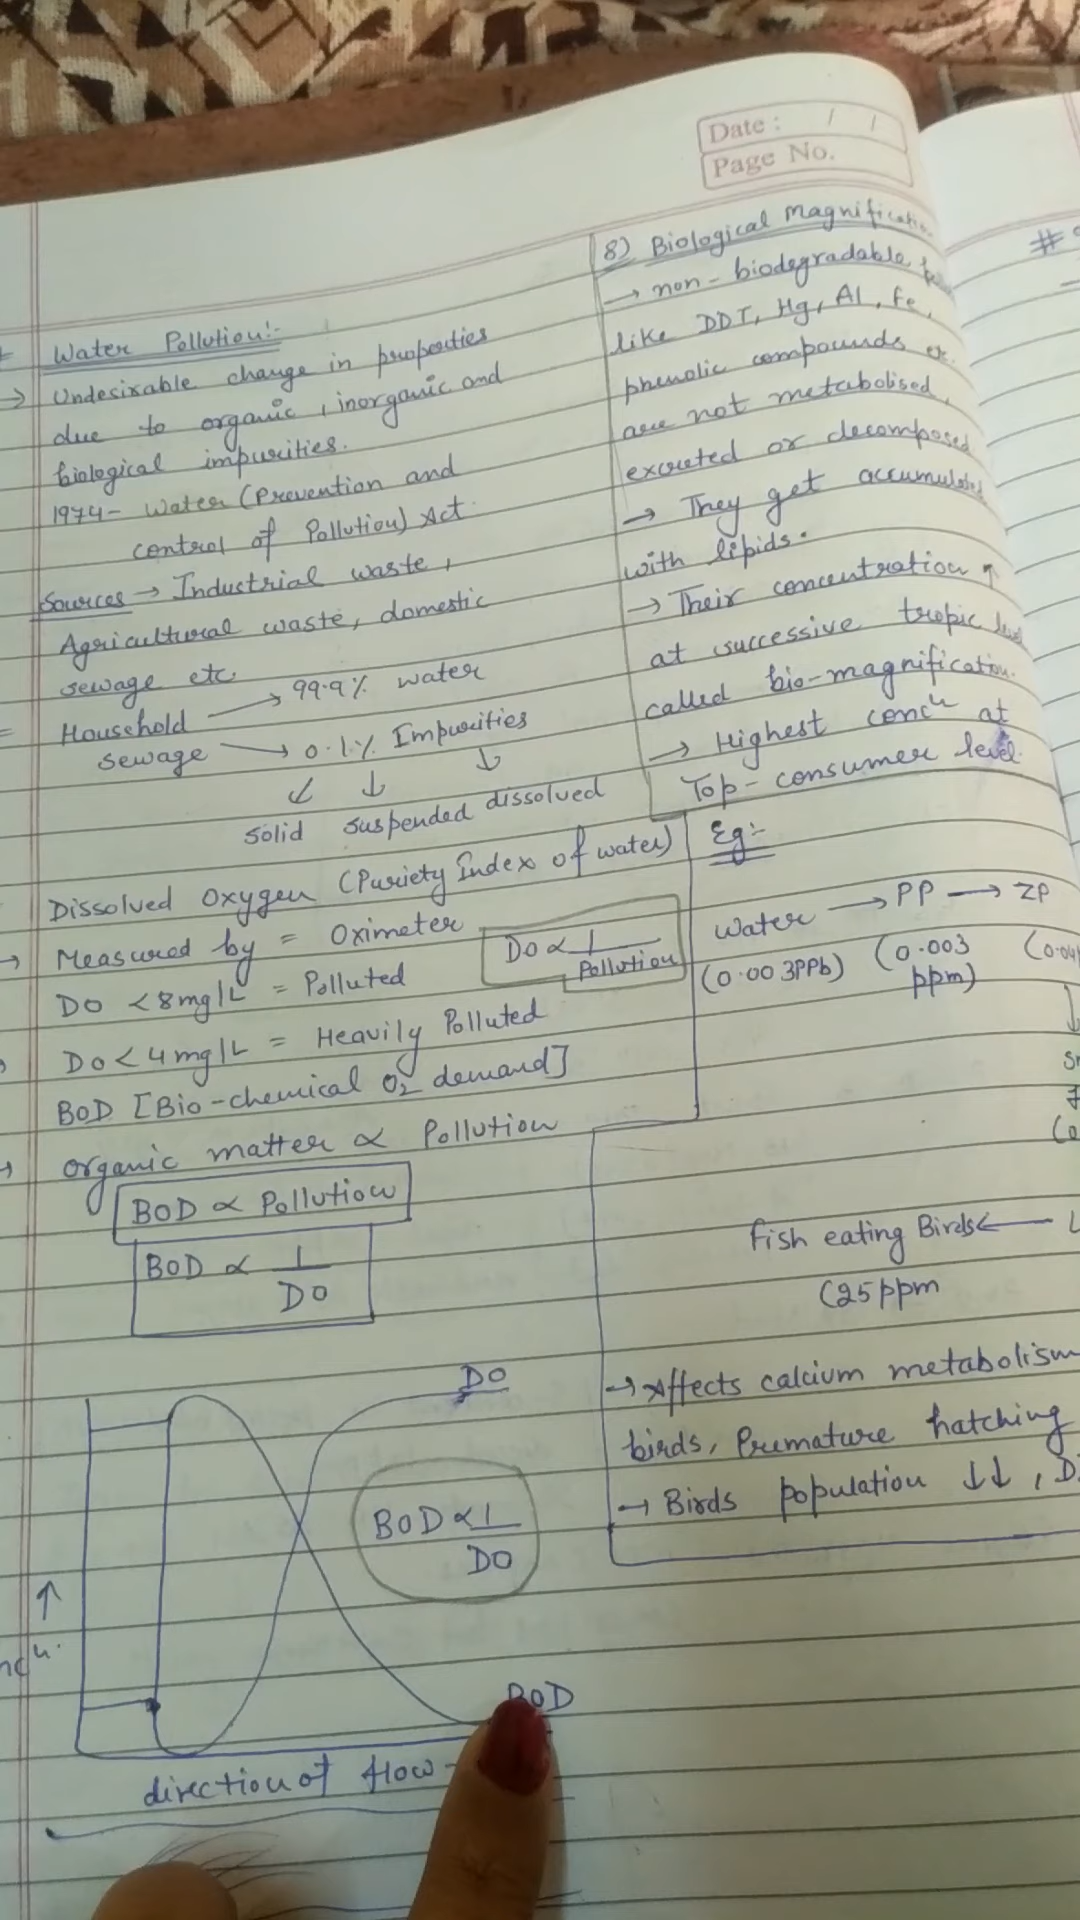 Date : / /
Page No.
Water Pollution:-
→ Undesirable change in properties
due to organic, inorganic and
biological impurities.
1974- Water (Prevention and
control of Pollution) Act.
Sources → Industrial waste,
Agricultural waste, domestic
sewage etc.
Household → 99.9% water
sewage → 0.1% Impurities
↓ ↓ ↓
solid suspended dissolved
Dissolved Oxygen (Puriety Index of water)
→ Measured by = Oximeter
DO ∝ 1/Pollution
DO < 8mg/L = Polluted
DO < 4mg/L = Heavily Polluted
BOD [Bio-chemical O2 demand]
→ organic matter ∝ Pollution
BOD ∝ Pollution
BOD ∝ 1/DO
DO
BOD ∝ 1/DO
↑
BOD
direction of flow
8) Biological Magnificatio
→ non-biodegradable
like DDT, Hg, Al, Fe,
phenolic compounds etc.
are not metabolised,
excreted or decomposed
→ They get accumulated
with lipids.
→ Their concentration ↑
at successive tropic level
called bio-magnification.
→ Highest concn at
Top-consumer level.
Eg:-
Water → PP → ZP
(0.003PPb) (0.003 ppm) (0.04
↓
fish eating Birds ← L
(25ppm
→ Affects calcium metabolism
birds, Premature hatching
→ Birds population ↓↓, D
#